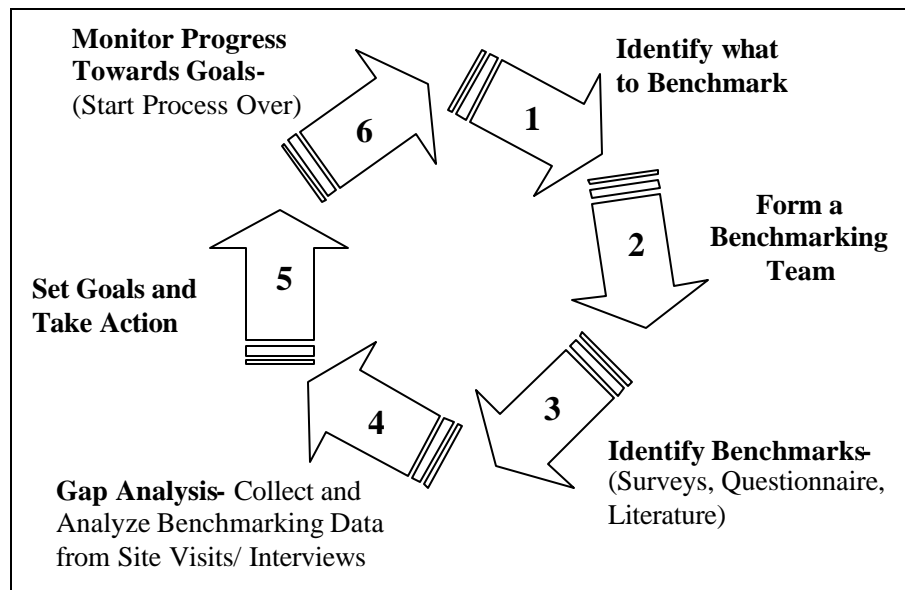 1
Identify what
to Benchmark
2
Form a
Benchmarking
Team
3
Identify Benchmarks-
(Surveys, Questionnaire,
Literature)
4
Gap Analysis- Collect and
Analyze Benchmarking Data
from Site Visits/ Interviews
5
Set Goals and
Take Action
6
Monitor Progress
Towards Goals-
(Start Process Over)